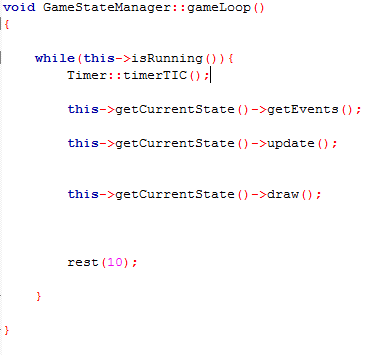 void GameStateManager::gameLoop()
{
while(this->isRunning()){
Timer::timerTIC();
this->getCurrentState()->getEvents();
this->getCurrentState()->update();
this->getCurrentState()->draw();
rest(10);
}
}